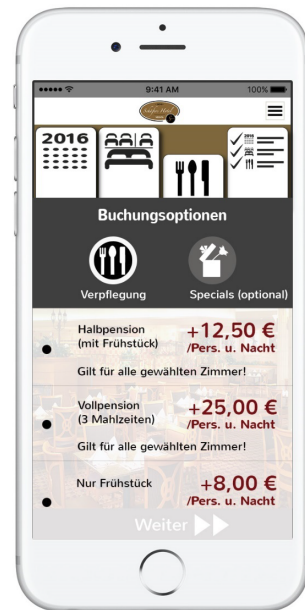 9:41 AM
100%
2016
Buchungsoptionen
Verpflegung
Specials (optional)
Halbpension
(mit Frühstück)
+12,50 €
/Pers. u. Nacht
Gilt für alle gewählten Zimmer!
Vollpension
(3 Mahlzeiten)
+25,00 €
/Pers. u. Nacht
Gilt für alle gewählten Zimmer!
Nur Frühstück
+8,00 €
/Pers. u. Nacht
Weiter